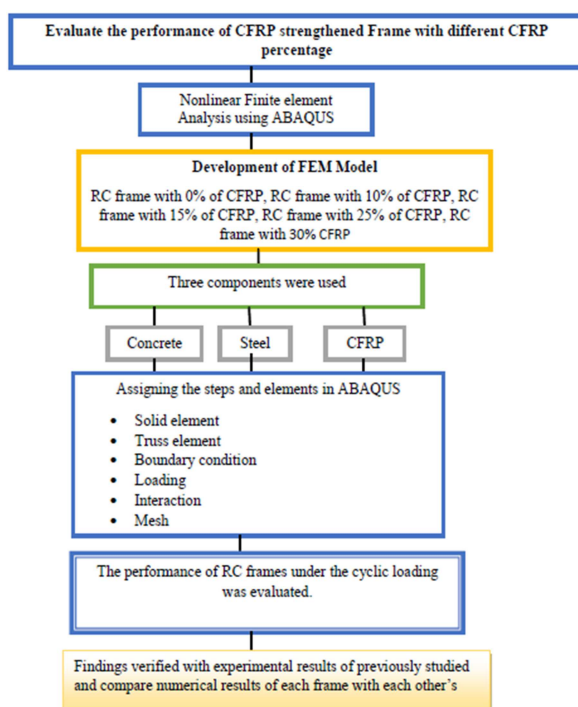 Evaluate the performance of CFRP strengthened Frame with different CFRP
percentage
Nonlinear Finite element
Analysis using ABAQUS
Development of FEM Model
RC frame with 0% of CFRP, RC frame with 10% of CFRP, RC
frame with 15% of CFRP, RC frame with 25% of CFRP, RC
frame with 30% CFRP
Three components were used
Concrete
Steel
CFRP
Assigning the steps and elements in ABAQUS
• Solid element
• Truss element
• Boundary condition
• Loading
• Interaction
• Mesh
The performance of RC frames under the cyclic loading
was evaluated.
Findings verified with experimental results of previously studied
and compare numerical results of each frame with each other’s